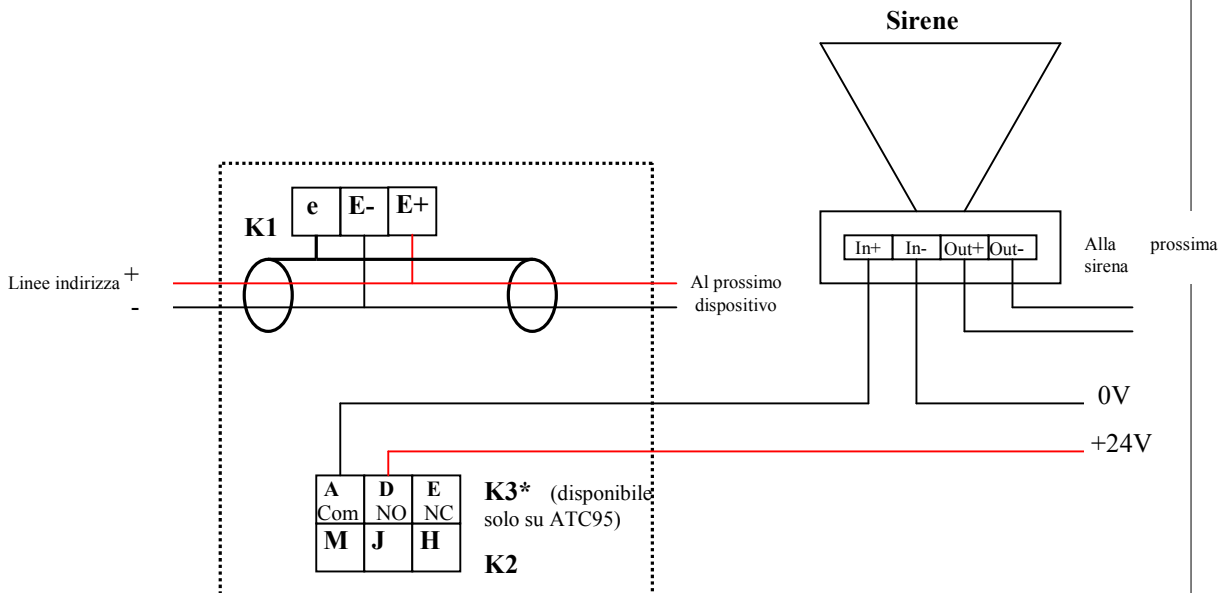 Sirene
e E- E+
K1
In+ In- Out+ Out-
Alla prossima
sirena
Linee indirizza +
-
Al prossimo
dispositivo
0V
+24V
A D E
Com NO NC
K3* (disponibile
solo su ATC95)
M J H
K2